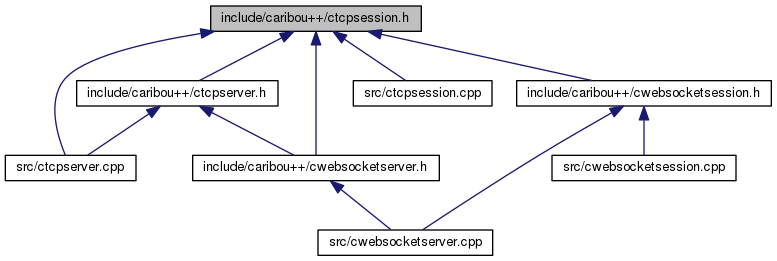 include/caribou++/ctcpsession.h
include/caribou++/ctcpserver.h
src/ctcpsession.cpp
include/caribou++/cwebsocketsession.h
src/ctcpserver.cpp
include/caribou++/cwebsocketserver.h
src/cwebsocketsession.cpp
src/cwebsocketserver.cpp